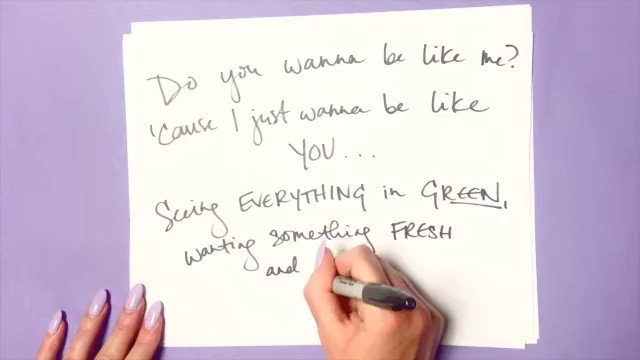 Do you wanna be like me?
'cause I just wanna be like
YOU...
Seeing EVERYTHING in GREEN,
wanting something FRESH
and